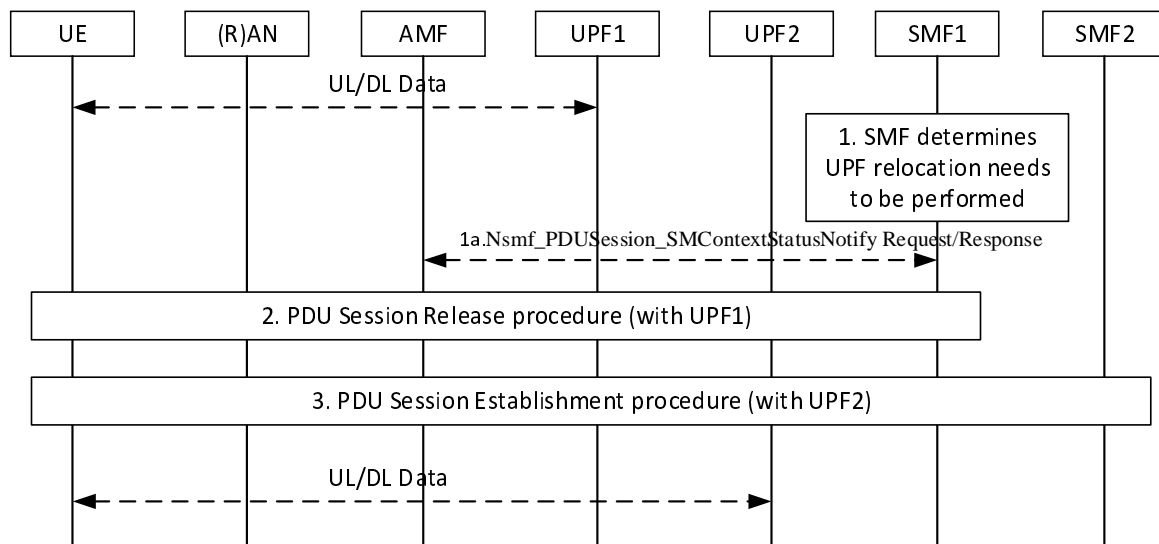 UE
(R)AN
AMF
UPF1
UPF2
SMF1
SMF2
UL/DL Data
1. SMF determines
UPF relocation needs
to be performed
1a.Nsmf_PDUSession_SMContextStatusNotify Request/Response
2. PDU Session Release procedure (with UPF1)
3. PDU Session Establishment procedure (with UPF2)
UL/DL Data